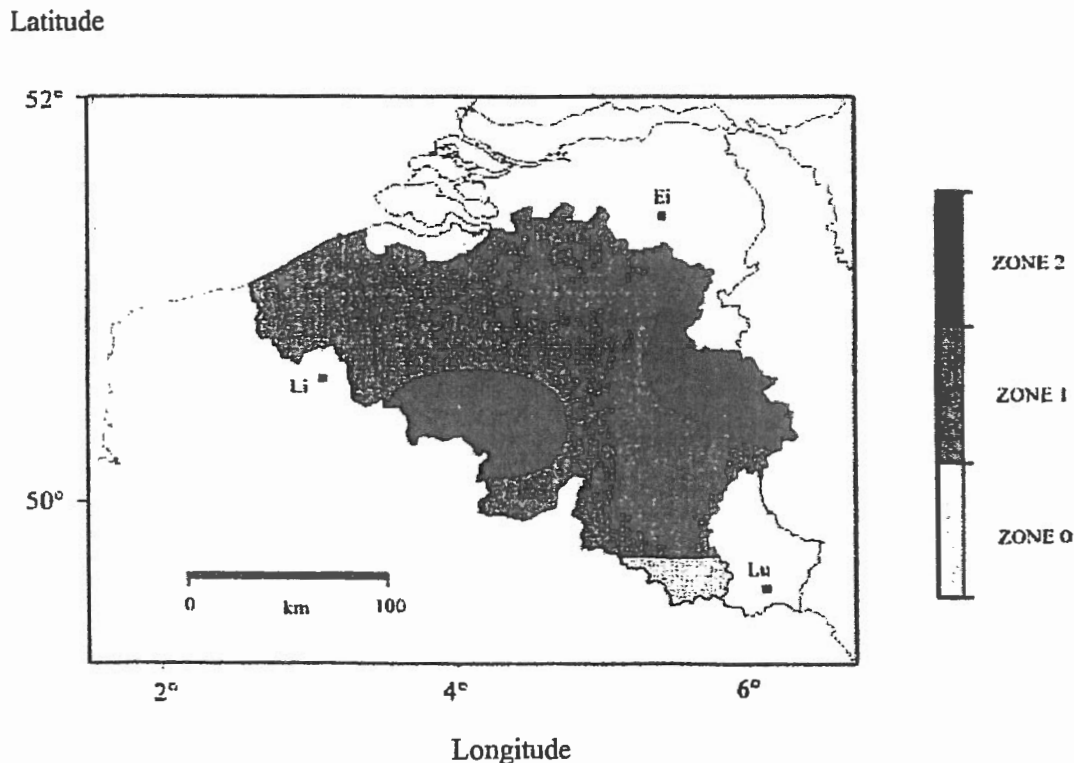 Latitude
52°
Ei
ZONE 2
Li
ZONE 1
50°
ZONE 0
Lu
0 km 100
2° 4° 6°
Longitude